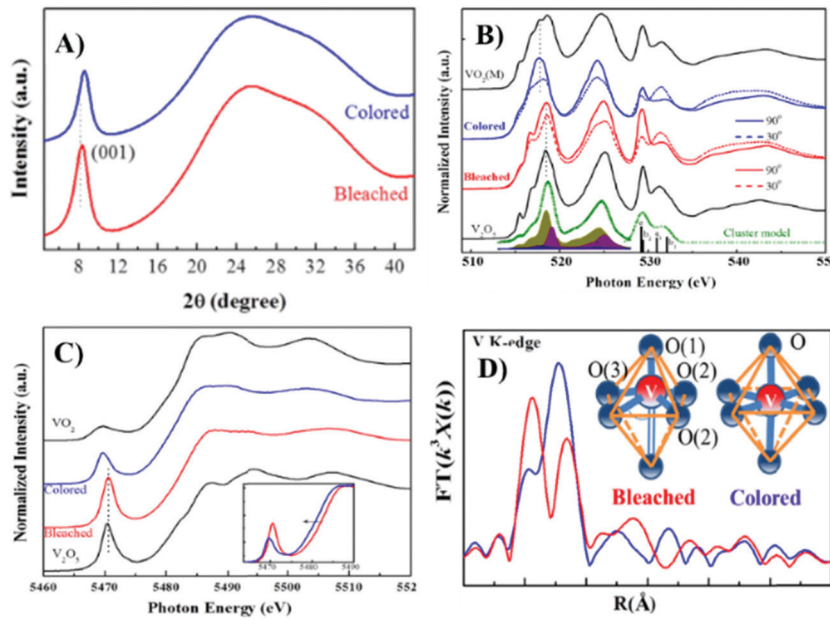 A)
Intensity (a.u.)
Colored
(001)
Bleached
8 12 16 20 24 28 32 36 40
2θ (degree)
B)
Normalized Intensity (a.u.)
VO₂(M)
Colored
90°
30°
Bleached
90°
30°
V₂O₅
Cluster model
510 520 530 540 550
Photon Energy (eV)
C)
Normalized Intensity (a.u.)
VO₂
Colored
Bleached
V₂O₅
5470 5480 5490
5460 5470 5480 5490 5500 5510 552
Photon Energy (eV)
V K-edge
D)
FT(k³X(k))
O(1)
O(3)
O(2)
V
O(2)
Bleached
O
V
Colored
R(Å)